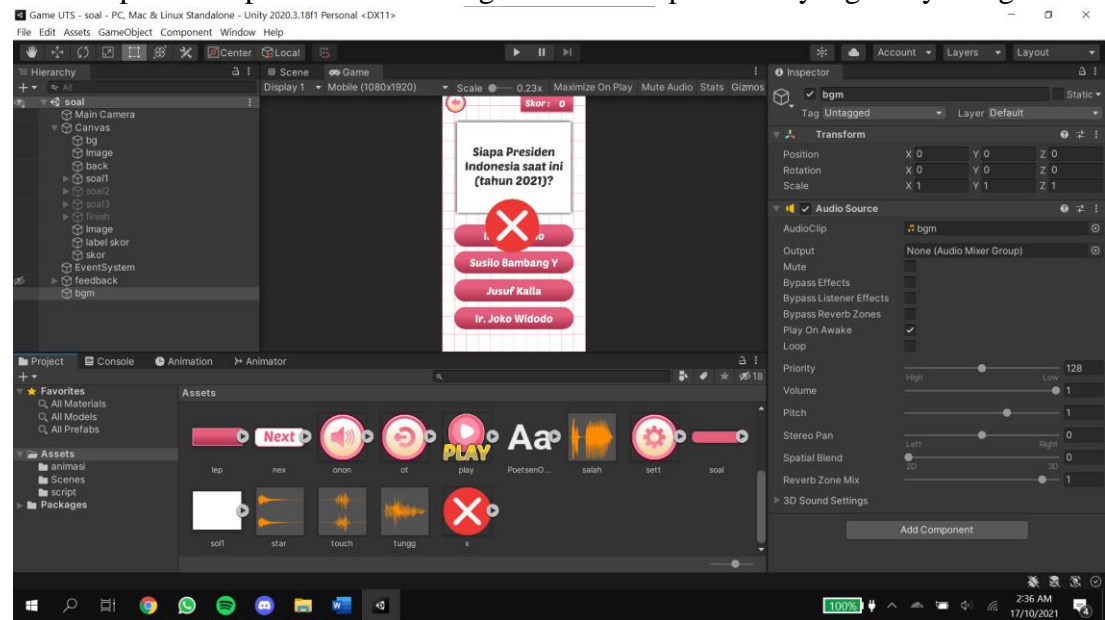 Game UTS - soal - PC, Mac & Linux Standalone - Unity 2020.3.18f1 Personal <DX11>
File Edit Assets GameObject Component Window Help
Center Local Account Layers Layout
Hierarchy Scene Game Inspector
All Display 1 Mobile (1080x1920) Scale 0.23x Maximize On Play Mute Audio Stats Gizmos
soal
Main Camera
Canvas
bg
Image
back
soal1
soal2
soal3
finish
Image
label skor
skor
EventSystem
feedback
bgm
Skor: 0
Siapa Presiden
Indonesia saat ini
(tahun 2021)?
Susilo Bambang Y
Jusuf Kalla
Ir. Joko Widodo
bgm Static
Tag Untagged Layer Default
Transform
Position X 0 Y 0 Z 0
Rotation X 0 Y 0 Z 0
Scale X 1 Y 1 Z 1
Audio Source
AudioClip bgm
Output None (Audio Mixer Group)
Mute
Bypass Effects
Bypass Listener Effects
Bypass Reverb Zones
Play On Awake
Loop
Priority 128
High Low
Volume 1
Pitch 1
Stereo Pan 0
Left Right
Spatial Blend 0
2D 3D
Reverb Zone Mix 1
3D Sound Settings
Add Component
Project Console Animation Animator
18
Favorites
All Materials
All Models
All Prefabs
Assets
animasi
Scenes
script
Packages
Assets
Next PLAY Aa
lep nex onon ot play PoetsenO... salah sett soal
sol1 star touch tungg x
100% 2:36 AM
17/10/2021
4